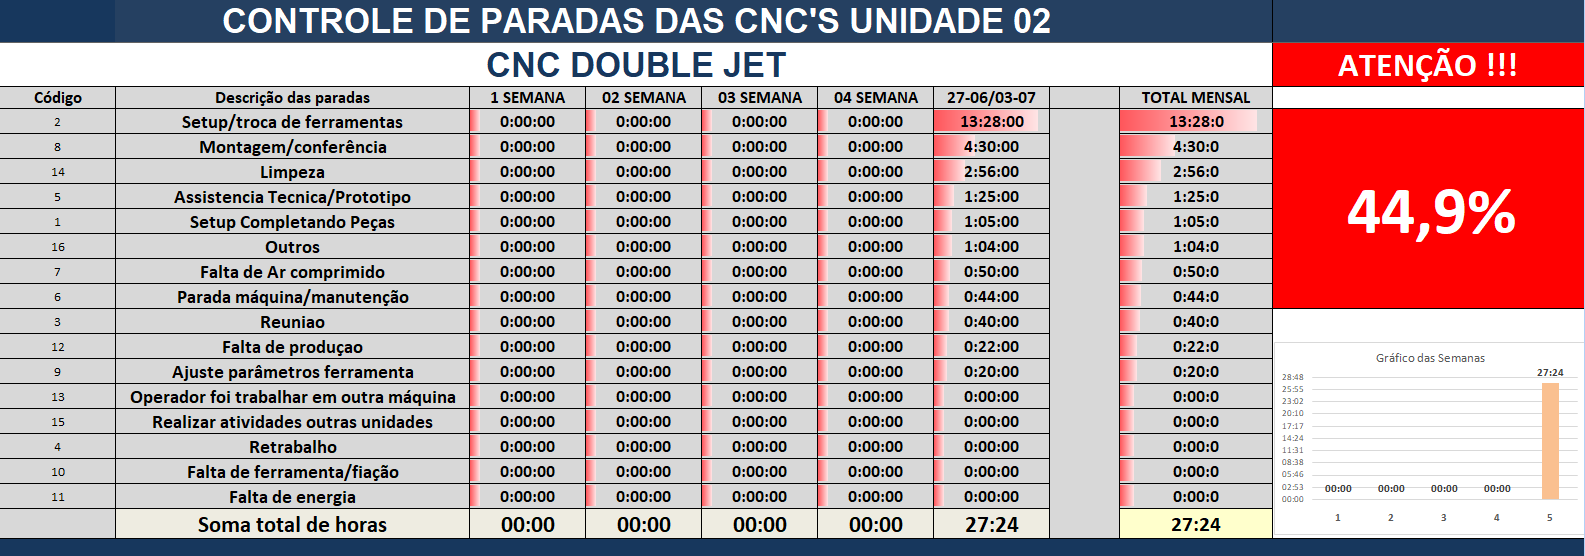 CONTROLE DE PARADAS DAS CNC'S UNIDADE 02
CNC DOUBLE JET ATENÇÃO !!!
Código Descrição das paradas 1 SEMANA 02 SEMANA 03 SEMANA 04 SEMANA 27-06/03-07 TOTAL MENSAL
2 Setup/troca de ferramentas 0:00:00 0:00:00 0:00:00 0:00:00 13:28:00 13:28:0
8 Montagem/conferência 0:00:00 0:00:00 0:00:00 0:00:00 4:30:00 4:30:0
14 Limpeza 0:00:00 0:00:00 0:00:00 0:00:00 2:56:00 2:56:0
5 Assistencia Tecnica/Prototipo 0:00:00 0:00:00 0:00:00 0:00:00 1:25:00 1:25:0
1 Setup Completando Peças 0:00:00 0:00:00 0:00:00 0:00:00 1:05:00 1:05:0
16 Outros 0:00:00 0:00:00 0:00:00 0:00:00 1:04:00 1:04:0
7 Falta de Ar comprimido 0:00:00 0:00:00 0:00:00 0:00:00 0:50:00 0:50:0
6 Parada máquina/manutenção 0:00:00 0:00:00 0:00:00 0:00:00 0:44:00 0:44:0
3 Reuniao 0:00:00 0:00:00 0:00:00 0:00:00 0:40:00 0:40:0
12 Falta de produçao 0:00:00 0:00:00 0:00:00 0:00:00 0:22:00 0:22:0
9 Ajuste parâmetros ferramenta 0:00:00 0:00:00 0:00:00 0:00:00 0:20:00 0:20:0
13 Operador foi trabalhar em outra máquina 0:00:00 0:00:00 0:00:00 0:00:00 0:00:00 0:00:0
15 Realizar atividades outras unidades 0:00:00 0:00:00 0:00:00 0:00:00 0:00:00 0:00:0
4 Retrabalho 0:00:00 0:00:00 0:00:00 0:00:00 0:00:00 0:00:0
10 Falta de ferramenta/fiação 0:00:00 0:00:00 0:00:00 0:00:00 0:00:00 0:00:0
11 Falta de energia 0:00:00 0:00:00 0:00:00 0:00:00 0:00:00 0:00:0
Soma total de horas 00:00 00:00 00:00 00:00 27:24 27:24
44,9%
Gráfico das Semanas
27:24
28:48
25:55
23:02
20:10
17:17
14:24
11:31
08:38
05:46
02:53
00:00
00:00 00:00 00:00 00:00
1 2 3 4 5